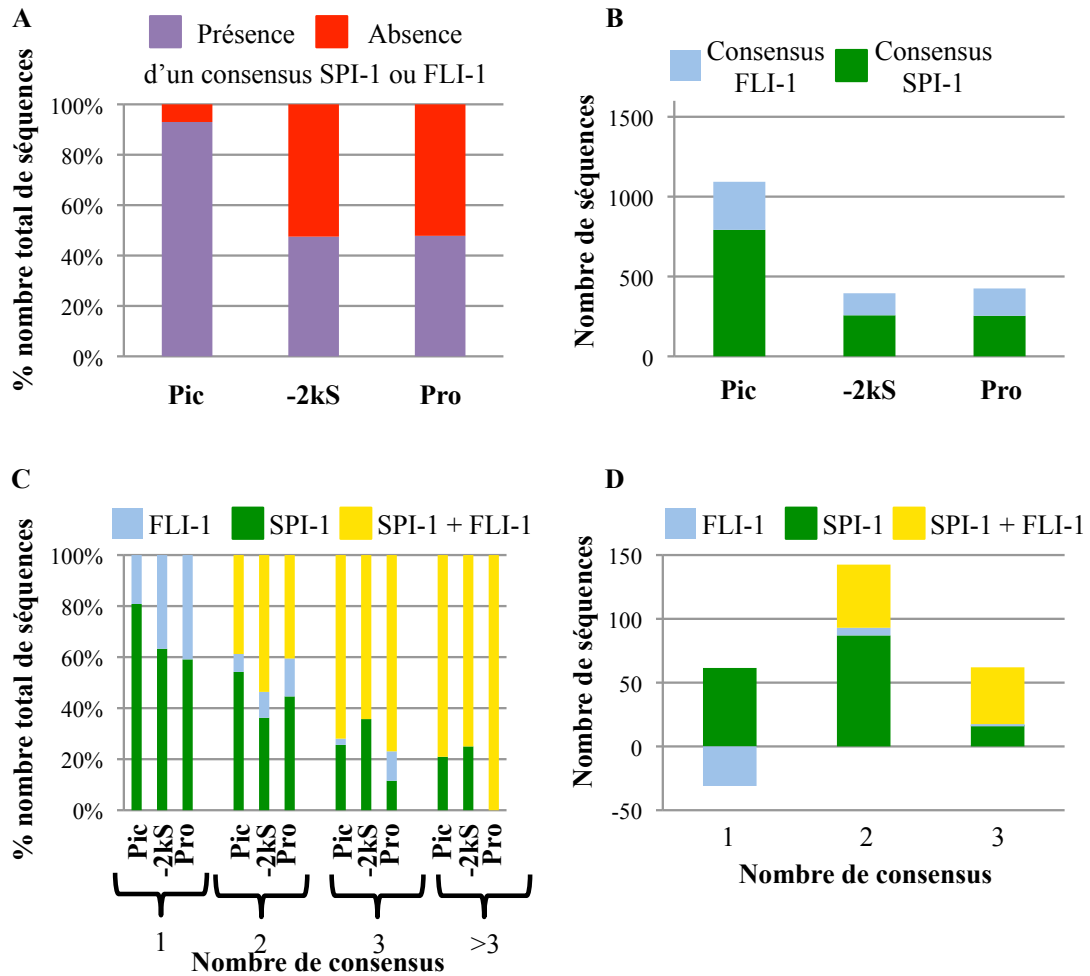 A
Présence Absence
d'un consensus SPI-1 ou FLI-1
% nombre total de séquences
100%
80%
60%
40%
20%
0%
Pic -2kS Pro
B
Consensus FLI-1
Consensus SPI-1
Nombre de séquences
1500
1000
500
0
Pic -2kS Pro
C
FLI-1 SPI-1 SPI-1 + FLI-1
% nombre total de séquences
100%
80%
60%
40%
20%
0%
Pic -2kS Pro Pic -2kS Pro Pic -2kS Pro Pic -2kS Pro
1 2 3 >3
Nombre de consensus
D
FLI-1 SPI-1 SPI-1 + FLI-1
Nombre de séquences
150
100
50
0
-50
1 2 3
Nombre de consensus